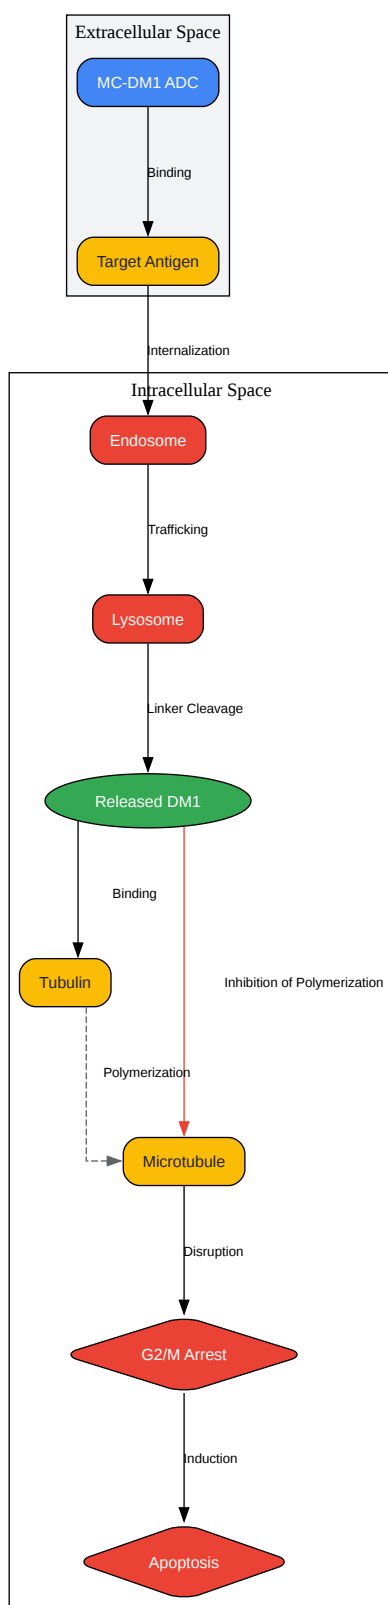 Extracellular Space
MC-DM1 ADC
Binding
Target Antigen
Internalization
Intracellular Space
Endosome
Trafficking
Lysosome
Linker Cleavage
Released DM1
Binding
Tubulin
Inhibition of Polymerization
Polymerization
Microtubule
Disruption
G2/M Arrest
Induction
Apoptosis